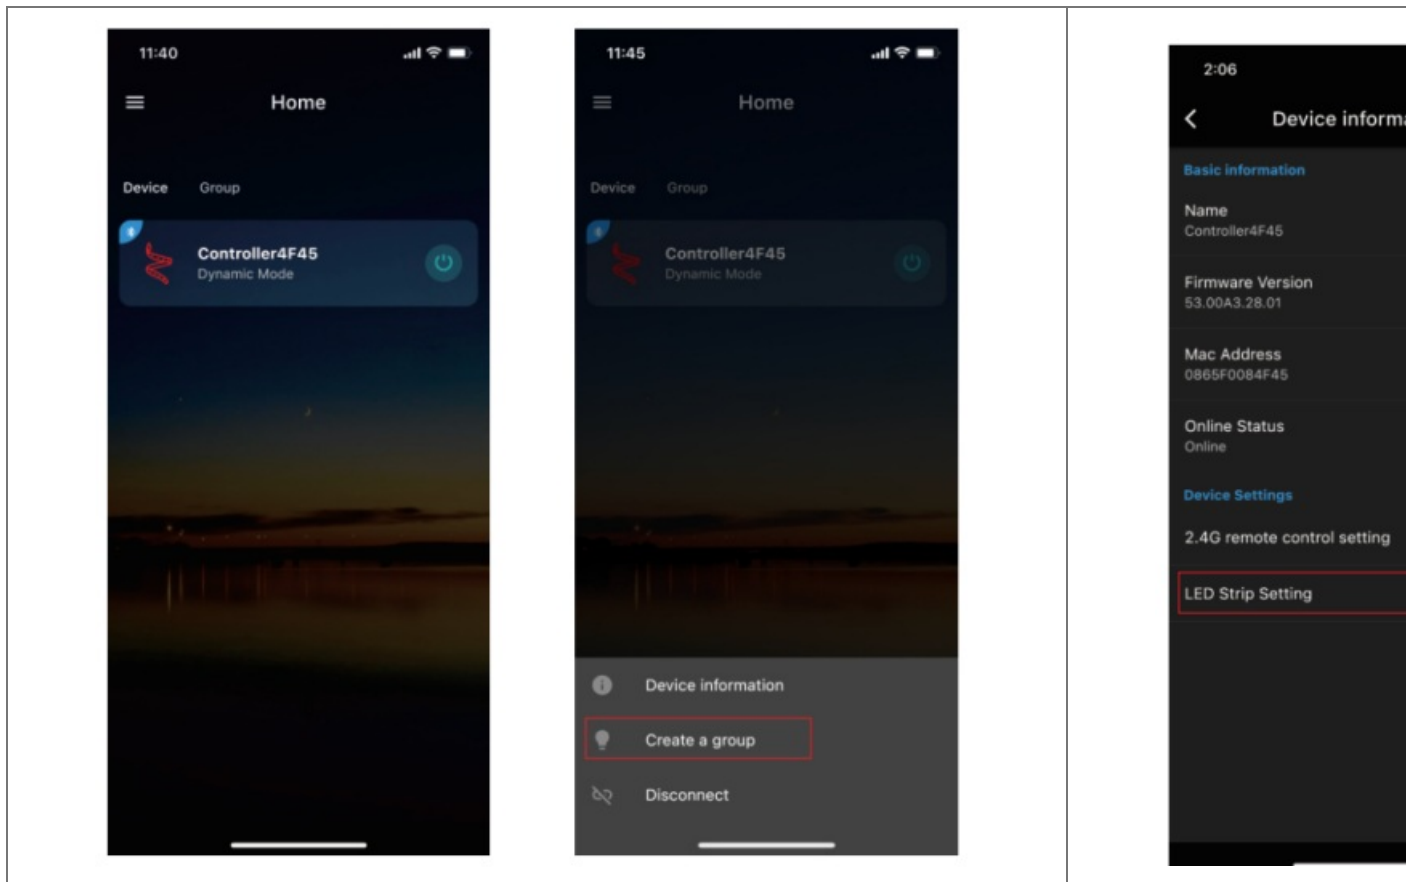 11:40
Home
Device Group
Controller4F45
Dynamic Mode
11:45
Home
Device Group
Controller4F45
Dynamic Mode
Device information
Create a group
Disconnect
2:06
Device informa
Basic information
Name
Controller4F45
Firmware Version
53.00A3.28.01
Mac Address
0865F0084F45
Online Status
Online
Device Settings
2.4G remote control setting
LED Strip Setting